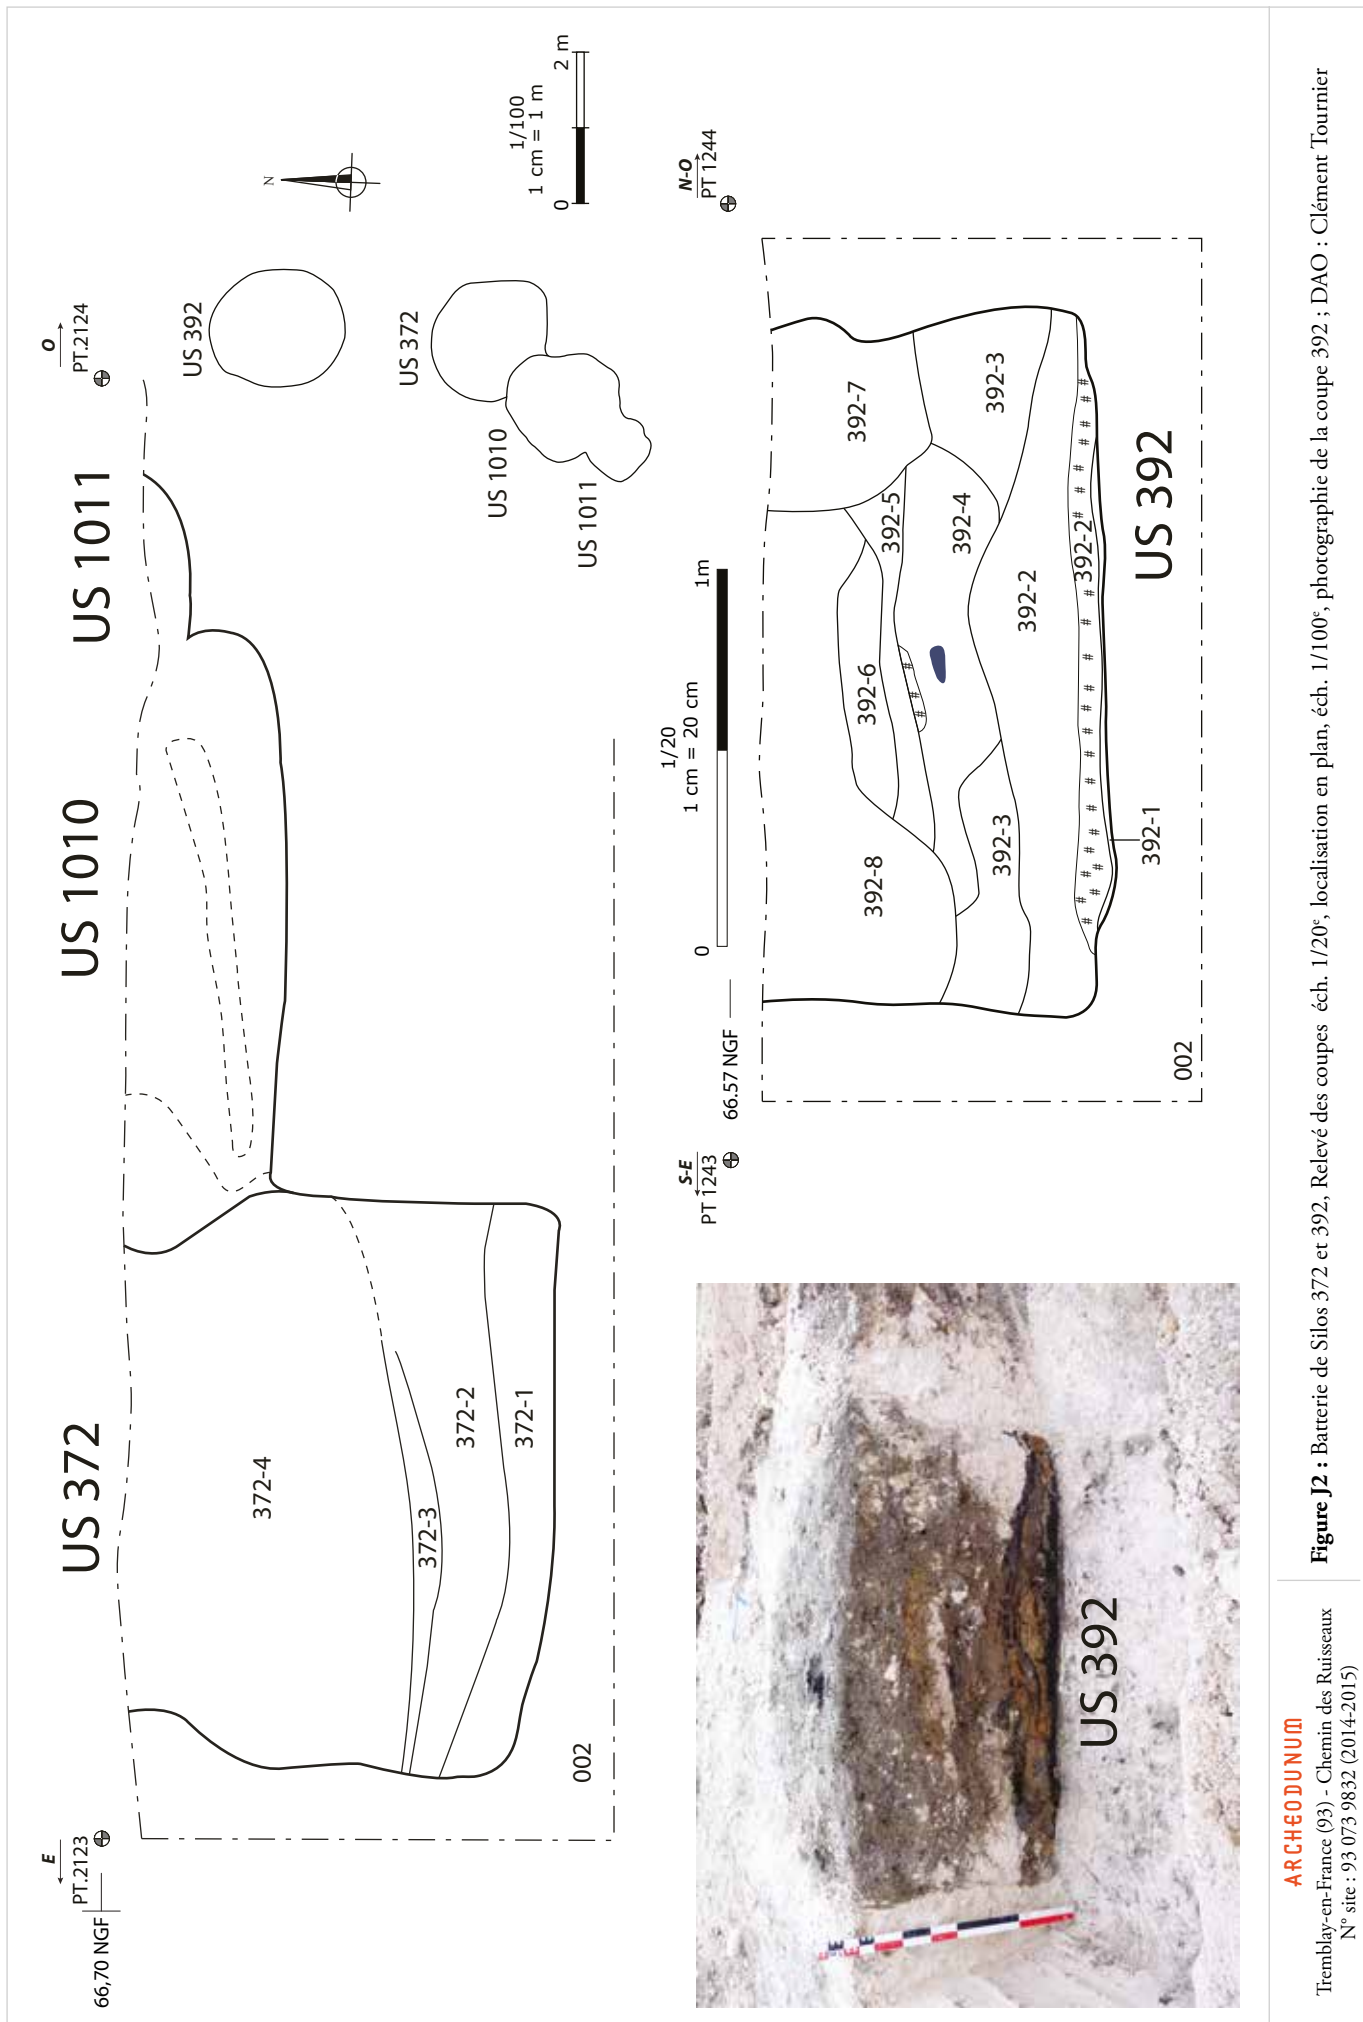 E
PT.2123
66,70 NGF
US 372
US 1010
US 1011
O
PT.2124
372-4
372-3
372-2
372-1
002
US 392
US 372
US 1010
US 1011
N
1/100
1 cm = 1 m
0
2 m
1/20
1 cm = 20 cm
0
1m
S-E
PT 1243
66.57 NGF
N-O
PT 1244
392-8
392-6
392-5
392-7
392-4
392-3
392-3
392-2
392-2
392-1
002
US 392
US 392
ARCHEODUNUM
Tremblay-en-France (93) - Chemin des Ruisseaux
N° site : 93 073 9832 (2014-2015)
Figure J2 : Batterie de Silos 372 et 392, Relevé des coupes éch. 1/20e, localisation en plan, éch. 1/100e, photographie de la coupe 392 ; DAO : Clément Tournier